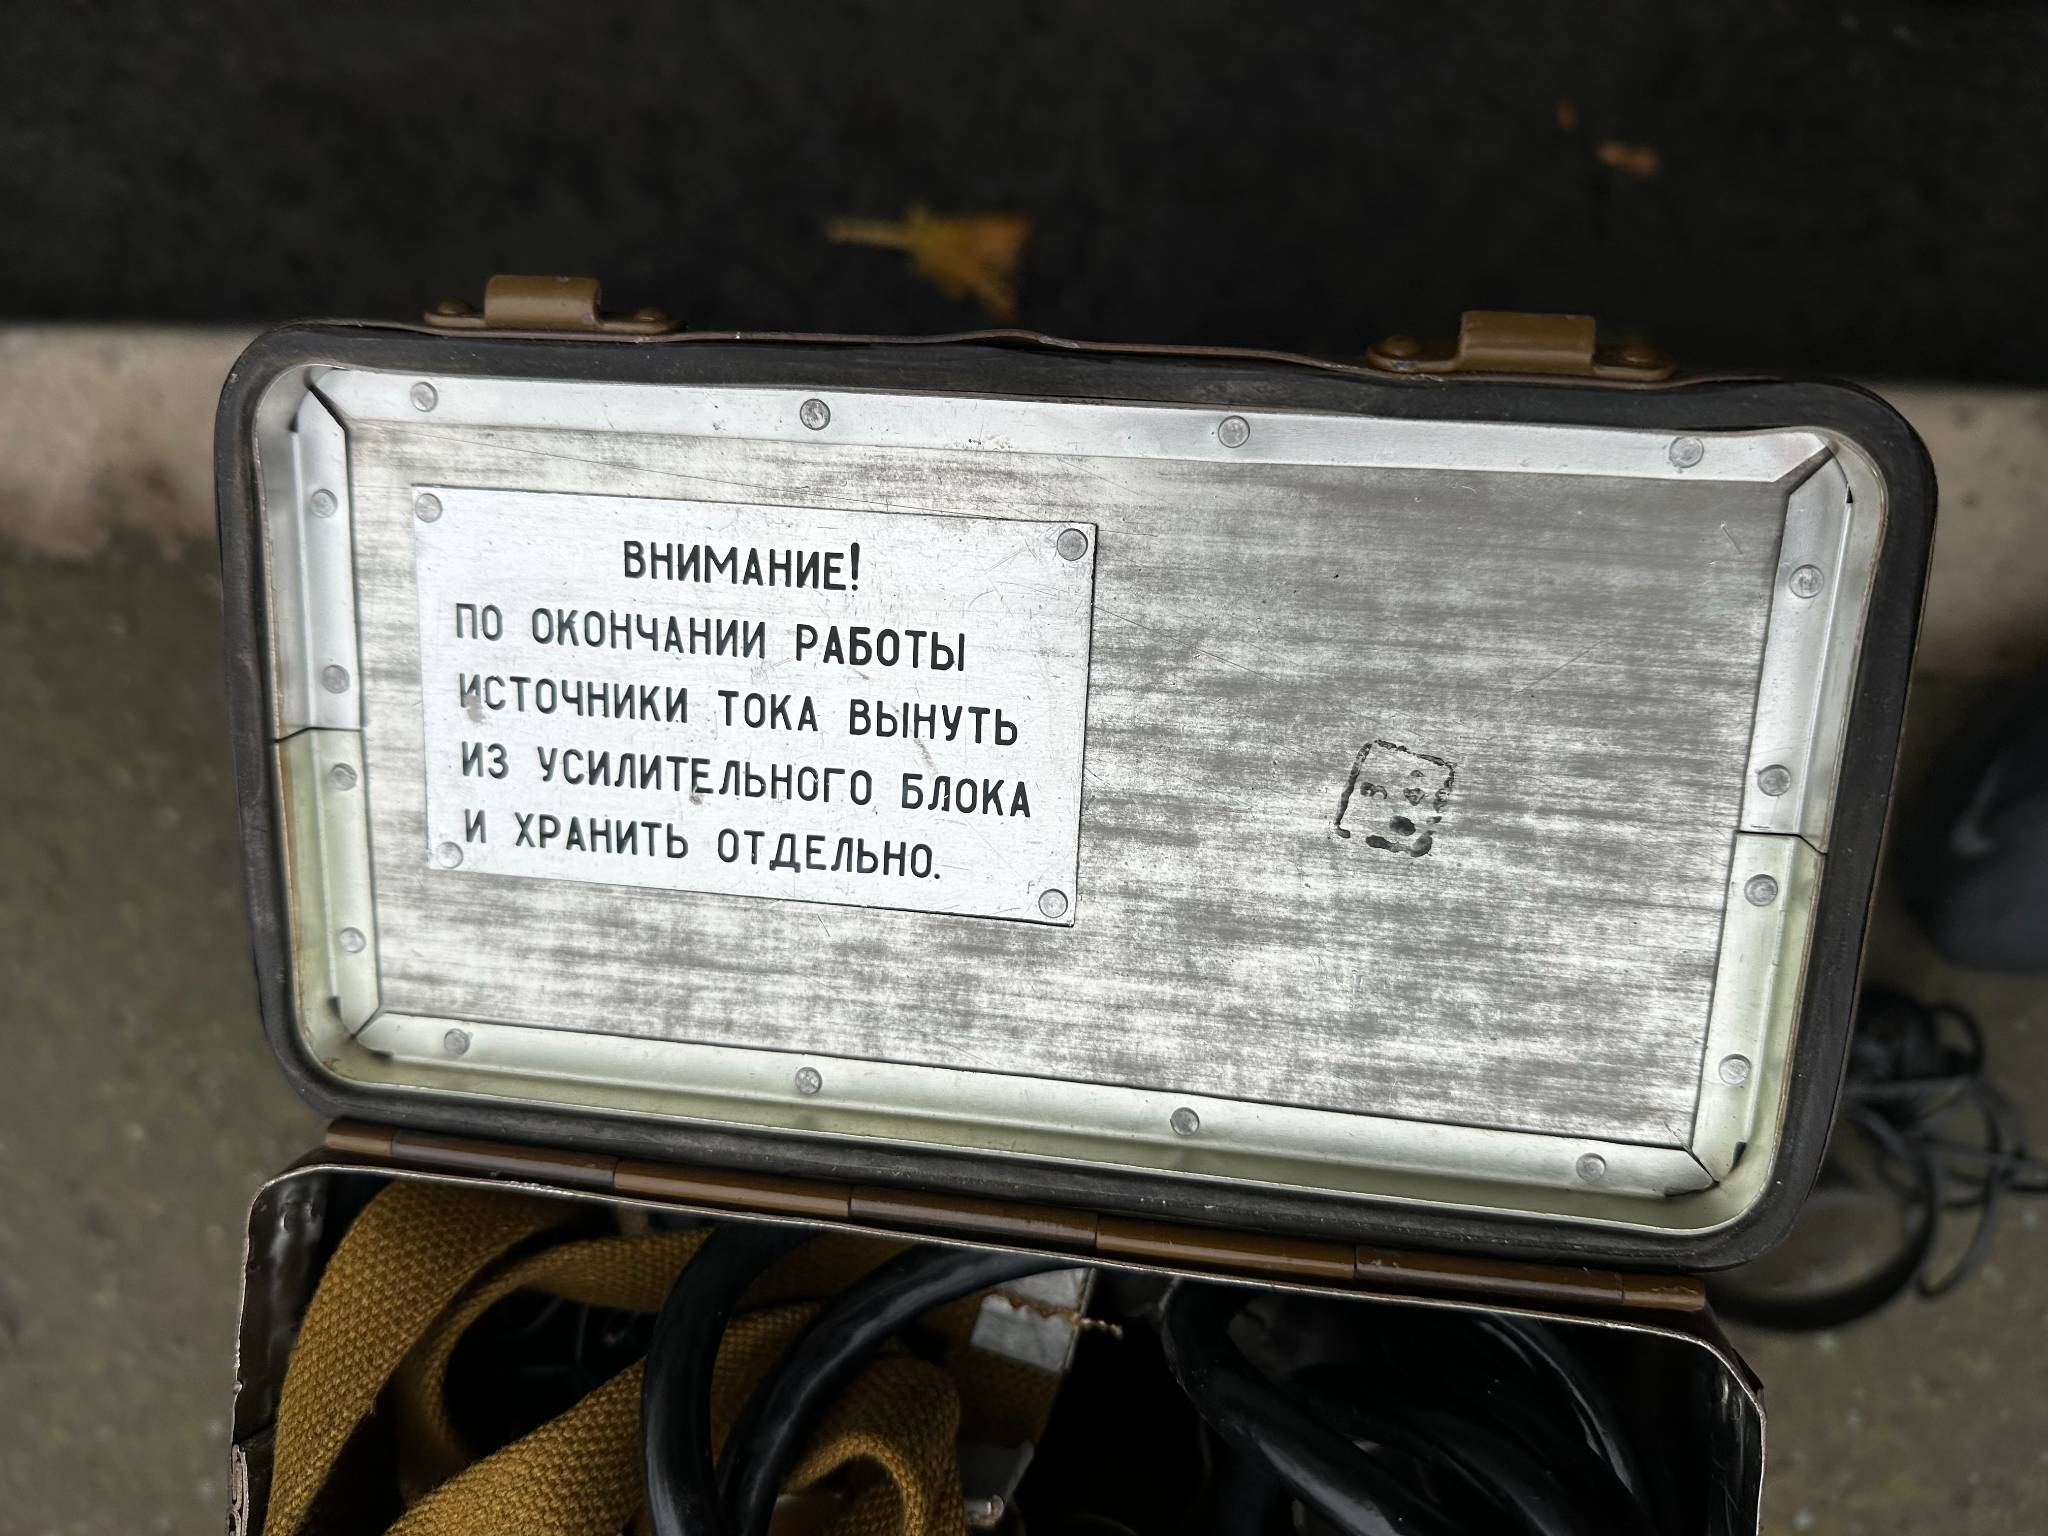 ВНИМАНИЕ!
ПО ОКОНЧАНИИ РАБОТЫ
ИСТОЧНИКИ ТОКА ВЫНУТЬ
ИЗ УСИЛИТЕЛЬНОГО БЛОКА
И ХРАНИТЬ ОТДЕЛЬНО.